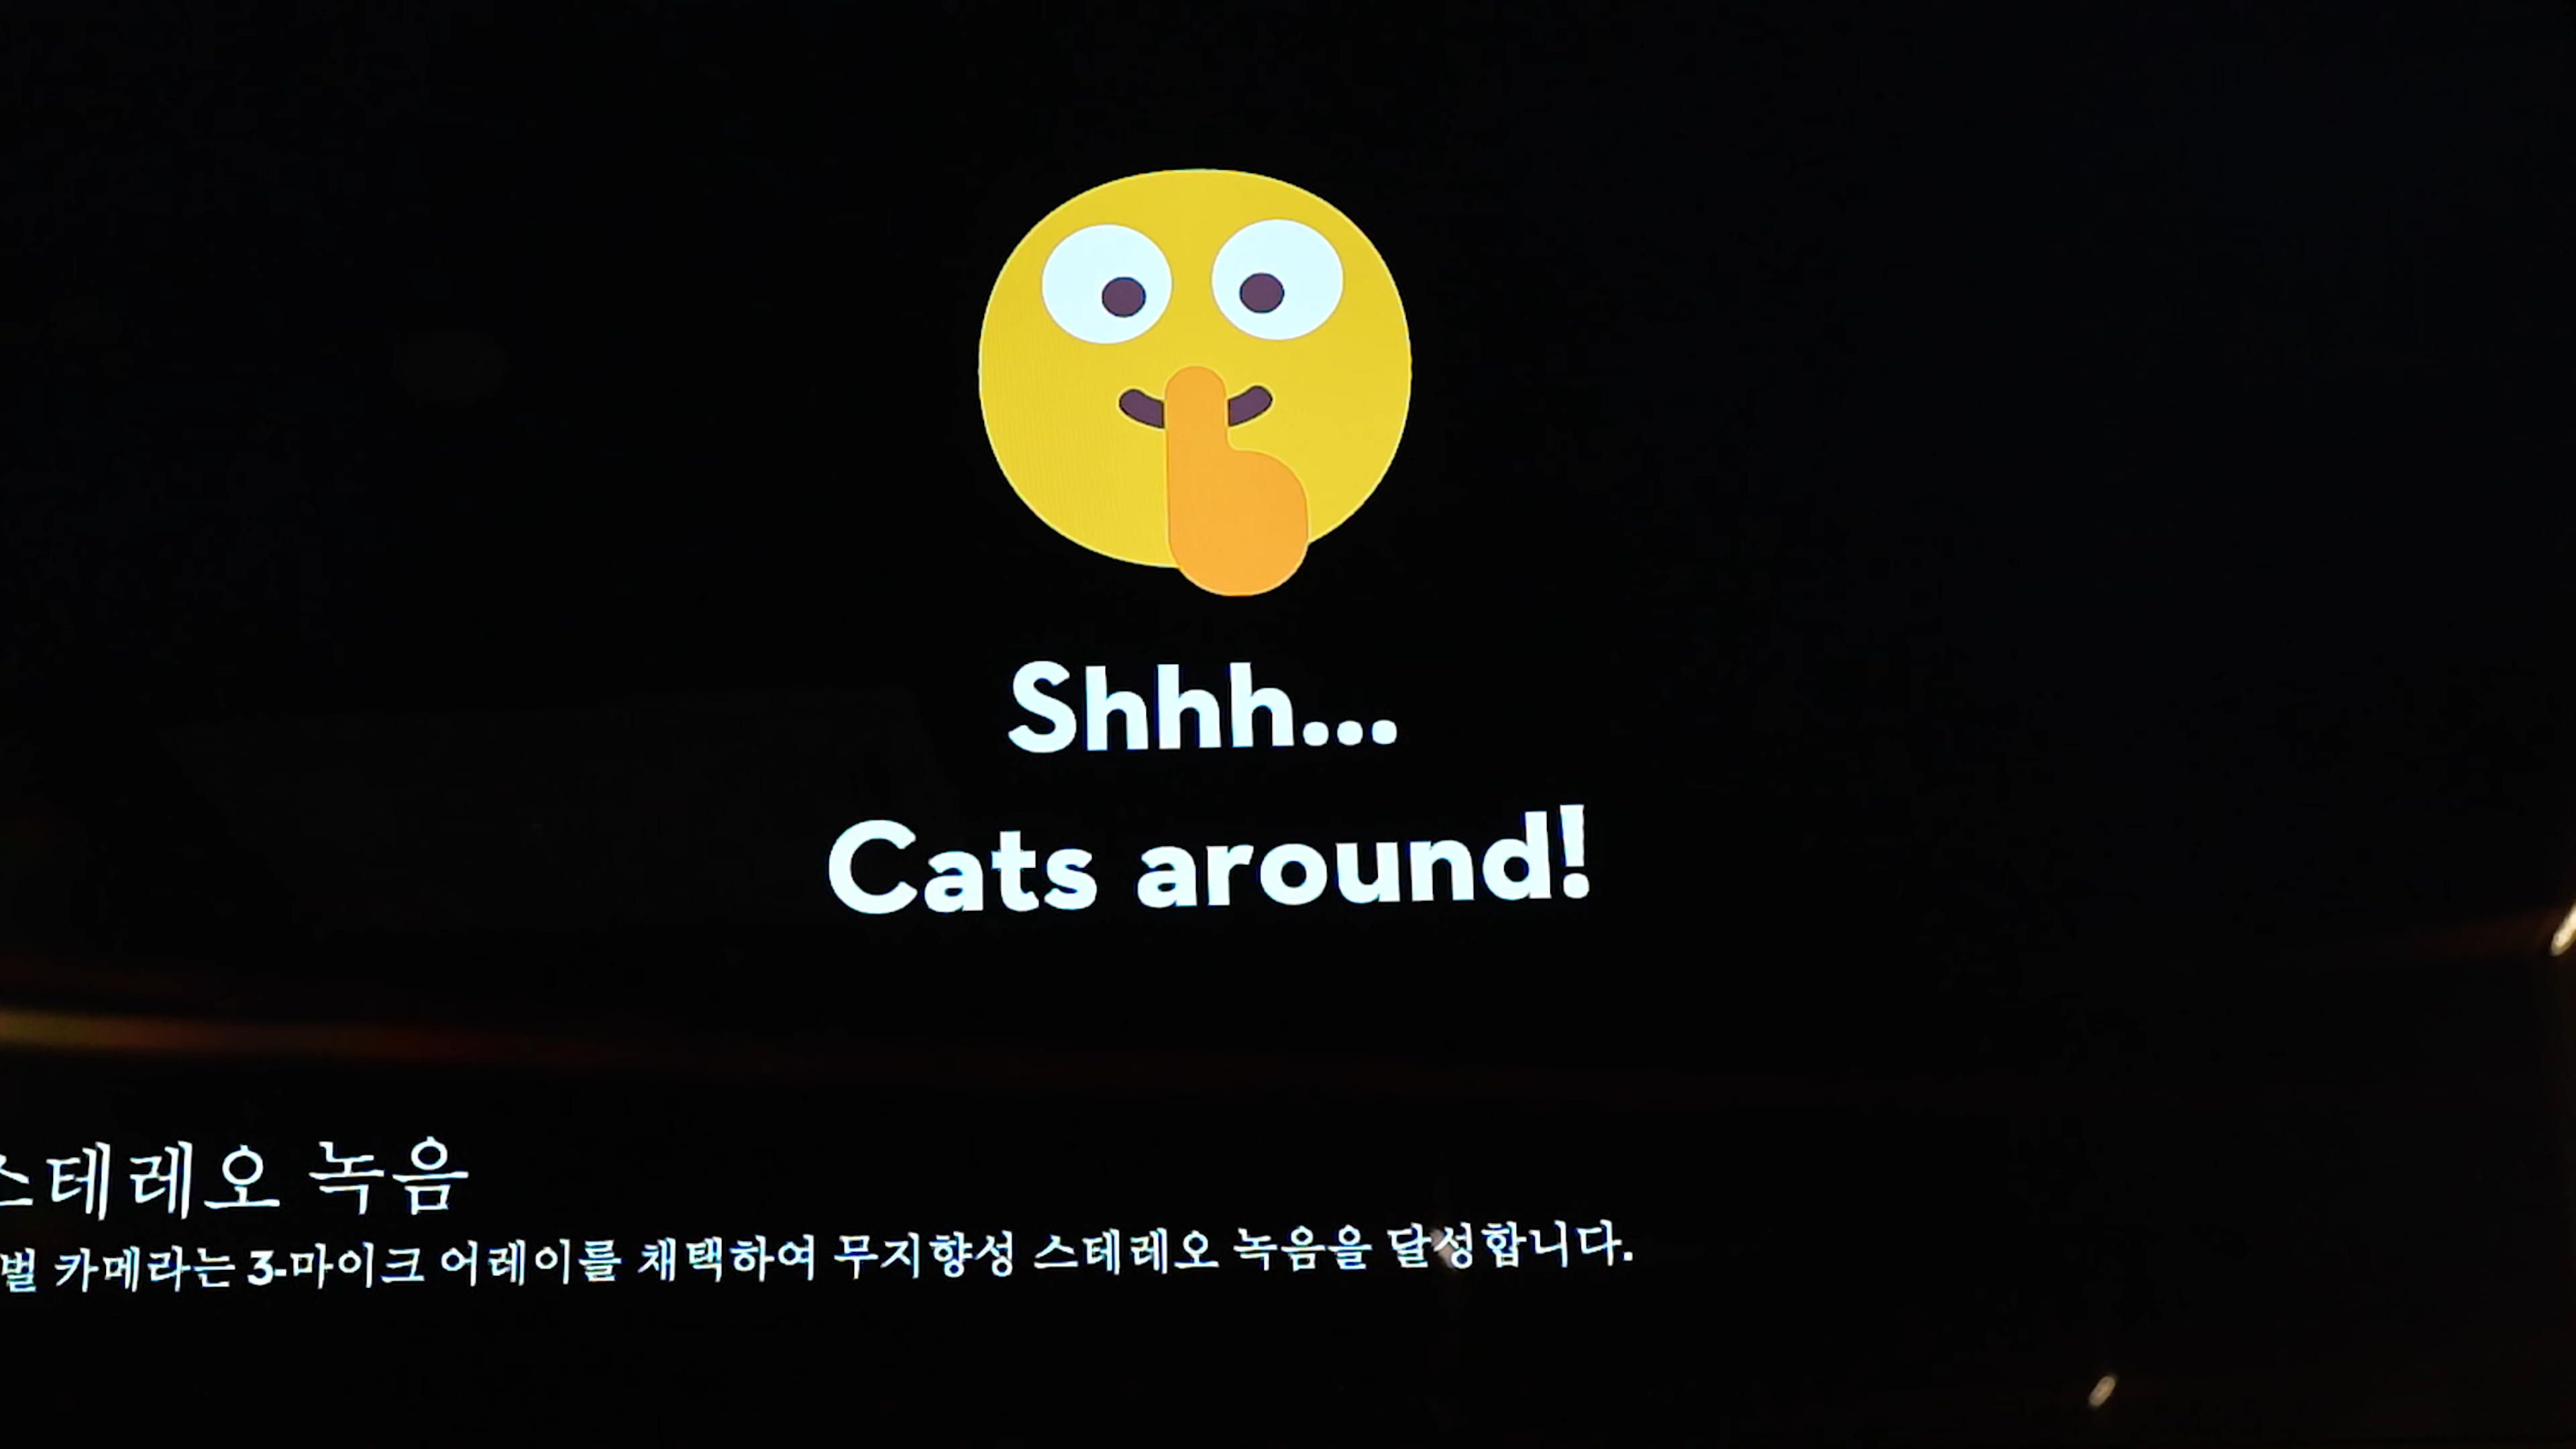 Shhh...
Cats around!
스테레오 녹음
벌 카메라는 3-마이크 어레이를 채택하여 무지향성 스테레오 녹음을 달성합니다.